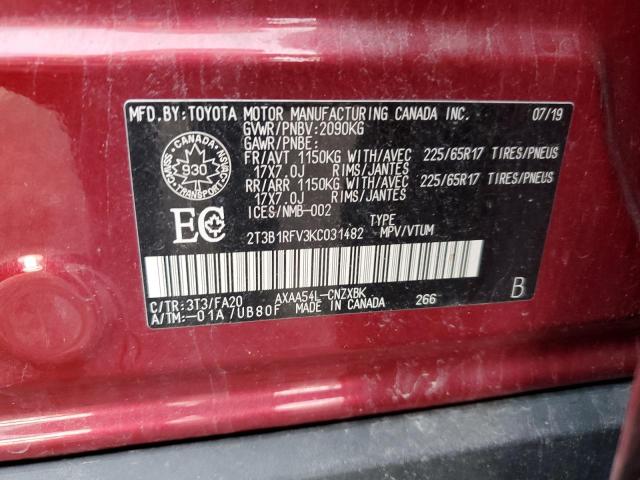 MFD.BY:TOYOTA MOTOR MANUFACTURING CANADA INC. 07/19
GVWR/PNBV:2090KG
GAWR/PNBE:
FR/AVT 1150KG WITH/AVEC 225/65R17 TIRES/PNEUS
17X7.0J RIMS/JANTES
RR/ARR 1150KG WITH/AVEC 225/65R17 TIRES/PNEUS
17X7.0J RIMS/JANTES
ICES/NMB-002
TYPE
2T3B1RFV3KC031482 MPV/VTUM
CANADA
930
TRANSPORT
EC
C/TR:3T3/FA20 AXAA54L-CNZXBK 266 B
A/TM:-01A/UB80F MADE IN CANADA